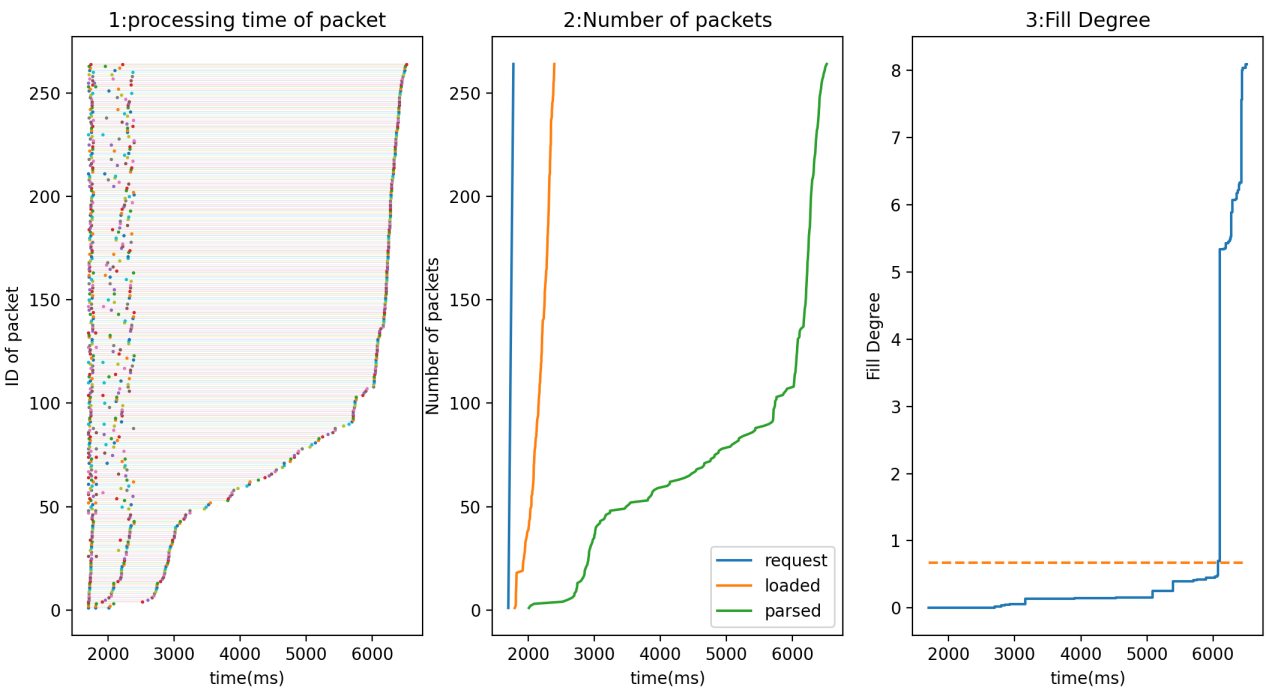 1:processing time of packet
ID of packet
250
200
150
100
50
0
2000 3000 4000 5000 6000
time(ms)
2:Number of packets
Number of packets
250
200
150
100
50
0
request
loaded
parsed
2000 3000 4000 5000 6000
time(ms)
3:Fill Degree
Fill Degree
8
7
6
5
4
3
2
1
0
2000 3000 4000 5000 6000
time(ms)